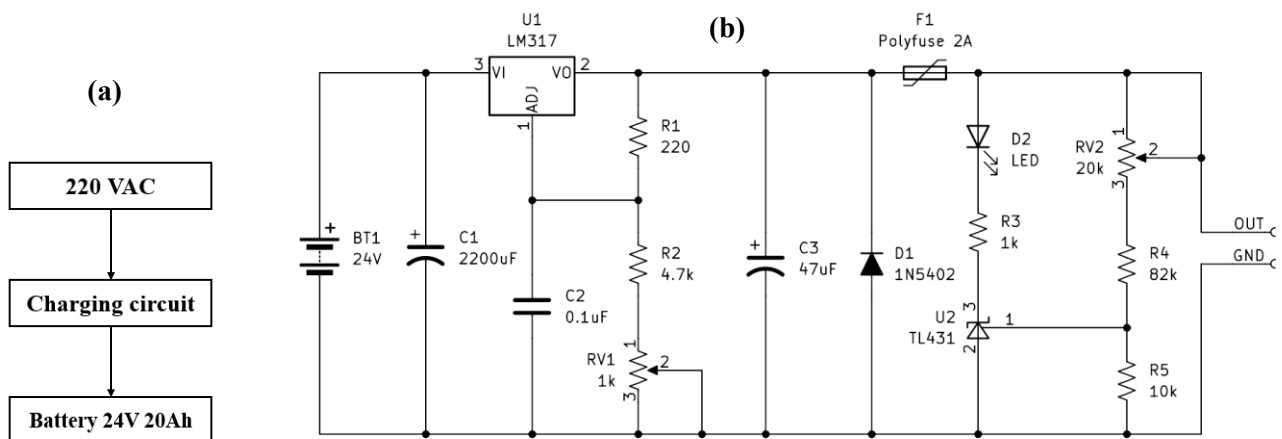 (a)
220 VAC
Charging circuit
Battery 24V 20Ah
(b)
U1
LM317
3
VI
VO
2
ADJ
1
F1
Polyfuse 2A
R1
220
D2
LED
1
RV2
20k
2
3
BT1
24V
+
+
C1
2200uF
R2
4.7k
+
C3
47uF
D1
1N5402
R3
1k
R4
82k
OUT
GND
C2
0.1uF
U2
TL431
3
1
2
RV1
1k
1
2
3
R5
10k